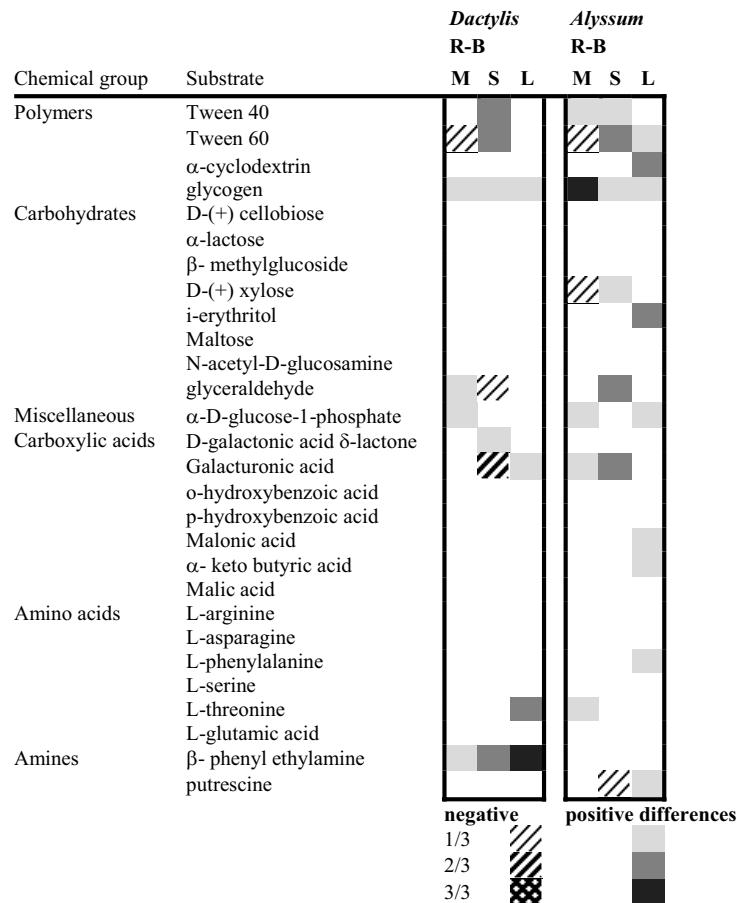 Dactylis Alyssum
R-B R-B
Chemical group Substrate M S L M S L
Polymers Tween 40
Tween 60
α-cyclodextrin
glycogen
Carbohydrates D-(+) cellobiose
α-lactose
β- methylglucoside
D-(+) xylose
i-erythritol
Maltose
N-acetyl-D-glucosamine
glyceraldehyde
Miscellaneous α-D-glucose-1-phosphate
Carboxylic acids D-galactonic acid δ-lactone
Galacturonic acid
o-hydroxybenzoic acid
p-hydroxybenzoic acid
Malonic acid
α- keto butyric acid
Malic acid
Amino acids L-arginine
L-asparagine
L-phenylalanine
L-serine
L-threonine
L-glutamic acid
Amines β- phenyl ethylamine
putrescine
negative positive differences
1/3
2/3
3/3